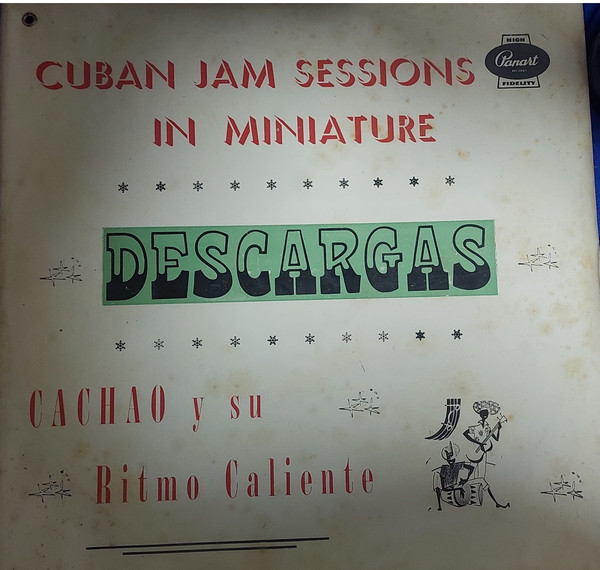 HIGH
Panart
FIDELITY
CUBAN JAM SESSIONS
IN MINIATURE
DESCARGAS
CACHAO y su
Ritmo Caliente